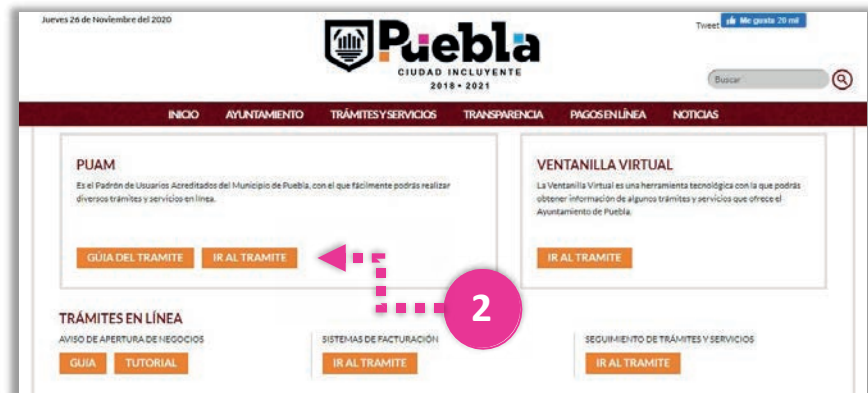 Jueves 26 de Noviembre del 2020
Puebla
CIUDAD INCLUYENTE
2018 • 2021
Tweet
Me gusta 20 mil
Buscar
INICIO AYUNTAMIENTO TRÁMITES Y SERVICIOS TRANSPARENCIA PAGOS EN LÍNEA NOTICIAS
PUAM
Es el Padrón de Usuarios Acreditados del Municipio de Puebla, con el que fácilmente podrás realizar
diversos trámites y servicios en línea.
GÜIA DEL TRAMITE IR AL TRAMITE
VENTANILLA VIRTUAL
La Ventanilla Virtual es una herramienta tecnológica con la que podrás
obtener información de algunos trámites y servicios que ofrece el
Ayuntamiento de Puebla.
IR AL TRAMITE
2
TRÁMITES EN LÍNEA
AVISO DE APERTURA DE NEGOCIOS
GUIA TUTORIAL
SISTEMAS DE FACTURACIÓN
IR AL TRAMITE
SEGUIMIENTO DE TRÁMITES Y SERVICIOS
IR AL TRAMITE